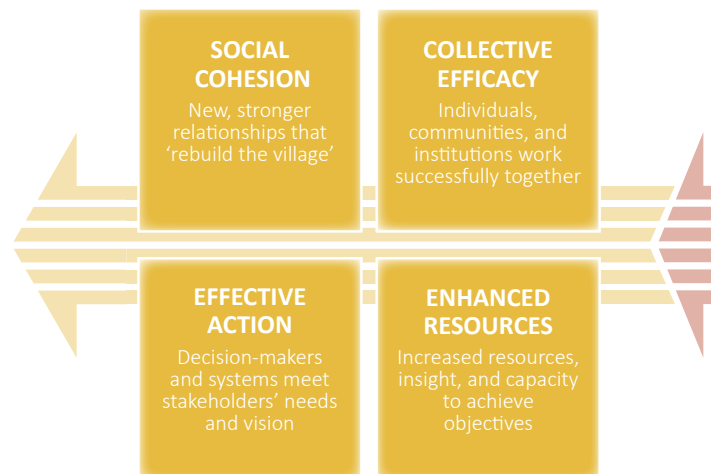 SOCIAL
COHESION
New, stronger
relationships that
‘rebuild the village’
COLLECTIVE
EFFICACY
Individuals,
communities, and
institutions work
successfully together
EFFECTIVE
ACTION
Decision-makers
and systems meet
stakeholders’ needs
and vision
ENHANCED
RESOURCES
Increased resources,
insight, and capacity
to achieve
objectives